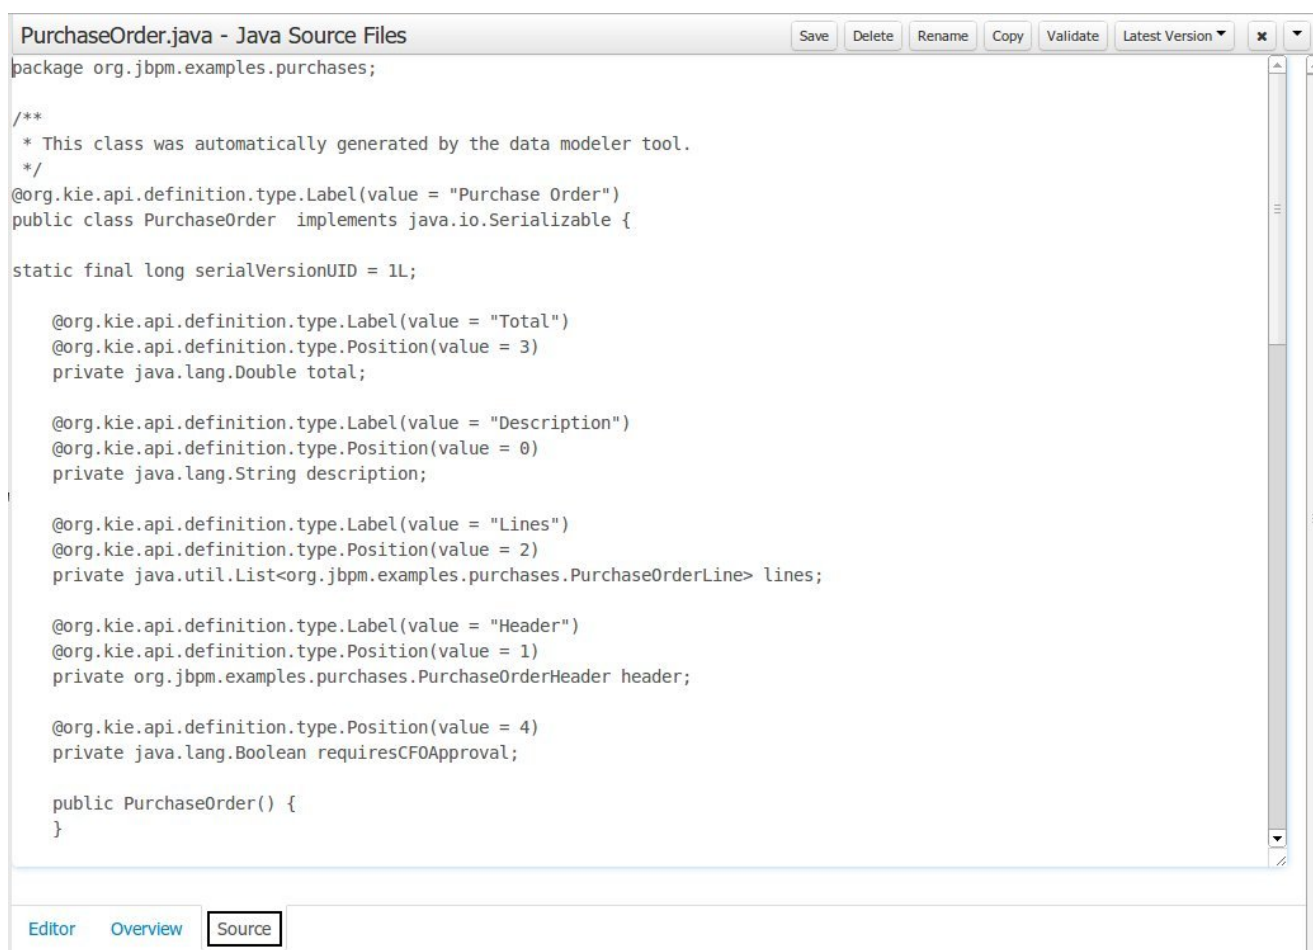 PurchaseOrder.java - Java Source Files
Save Delete Rename Copy Validate Latest Version
package org.jbpm.examples.purchases;
/**
 * This class was automatically generated by the data modeler tool.
 */
@org.kie.api.definition.type.Label(value = "Purchase Order")
public class PurchaseOrder  implements java.io.Serializable {
static final long serialVersionUID = 1L;
    @org.kie.api.definition.type.Label(value = "Total")
    @org.kie.api.definition.type.Position(value = 3)
    private java.lang.Double total;
    @org.kie.api.definition.type.Label(value = "Description")
    @org.kie.api.definition.type.Position(value = 0)
    private java.lang.String description;
    @org.kie.api.definition.type.Label(value = "Lines")
    @org.kie.api.definition.type.Position(value = 2)
    private java.util.List<org.jbpm.examples.purchases.PurchaseOrderLine> lines;
    @org.kie.api.definition.type.Label(value = "Header")
    @org.kie.api.definition.type.Position(value = 1)
    private org.jbpm.examples.purchases.PurchaseOrderHeader header;
    @org.kie.api.definition.type.Position(value = 4)
    private java.lang.Boolean requiresCFOApproval;
    public PurchaseOrder() {
    }
Editor Overview Source